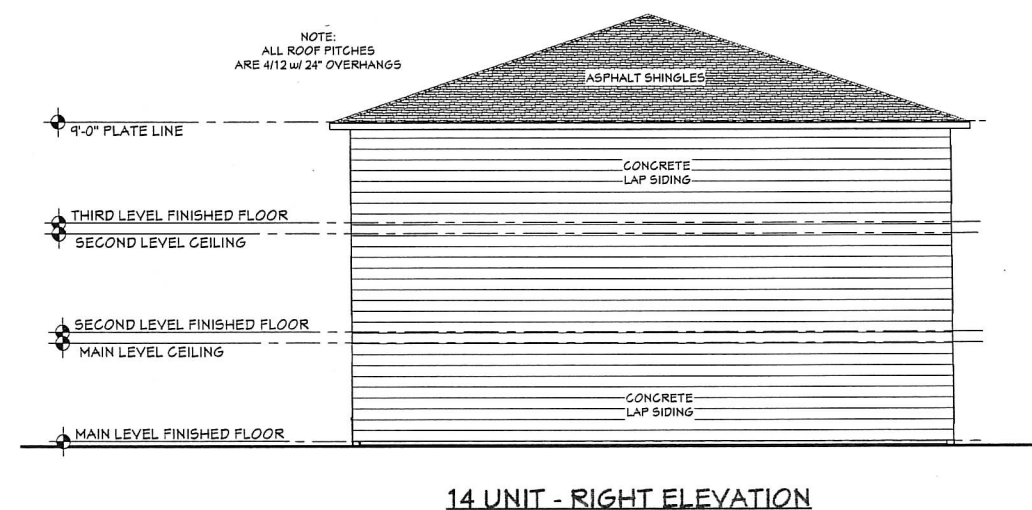 NOTE:
ALL ROOF PITCHES
ARE 4/12 w/ 24" OVERHANGS
ASPHALT SHINGLES
9'-0" PLATE LINE
CONCRETE
LAP SIDING
THIRD LEVEL FINISHED FLOOR
SECOND LEVEL CEILING
SECOND LEVEL FINISHED FLOOR
MAIN LEVEL CEILING
CONCRETE
LAP SIDING
MAIN LEVEL FINISHED FLOOR
14 UNIT - RIGHT ELEVATION